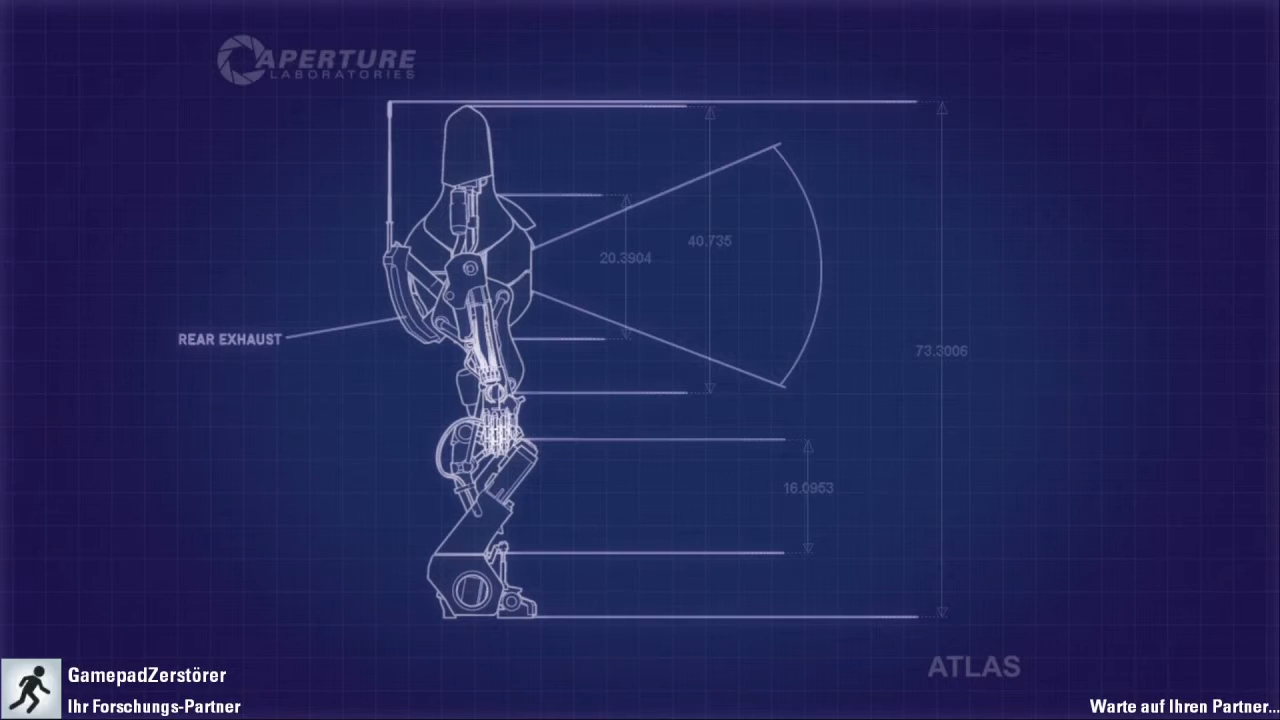 APERTURE
LABORATORIES
40.735
20.3904
REAR EXHAUST
73.3006
16.0953
ATLAS
GamepadZerstörer
Ihr Forschungs-Partner
Warte auf Ihren Partner...